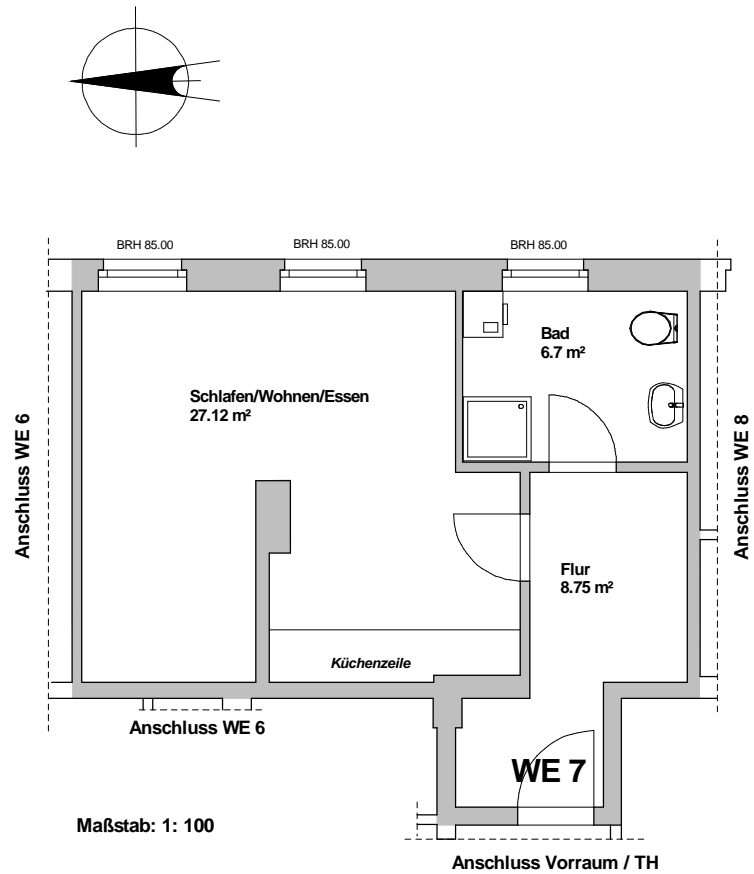 BRH 85.00
BRH 85.00
BRH 85.00
Bad
6.7 m²
Schlafen/Wohnen/Essen
27.12 m²
Anschluss WE 6
Anschluss WE 8
Flur
8.75 m²
Küchenzeile
Anschluss WE 6
WE 7
Maßstab: 1: 100
Anschluss Vorraum / TH